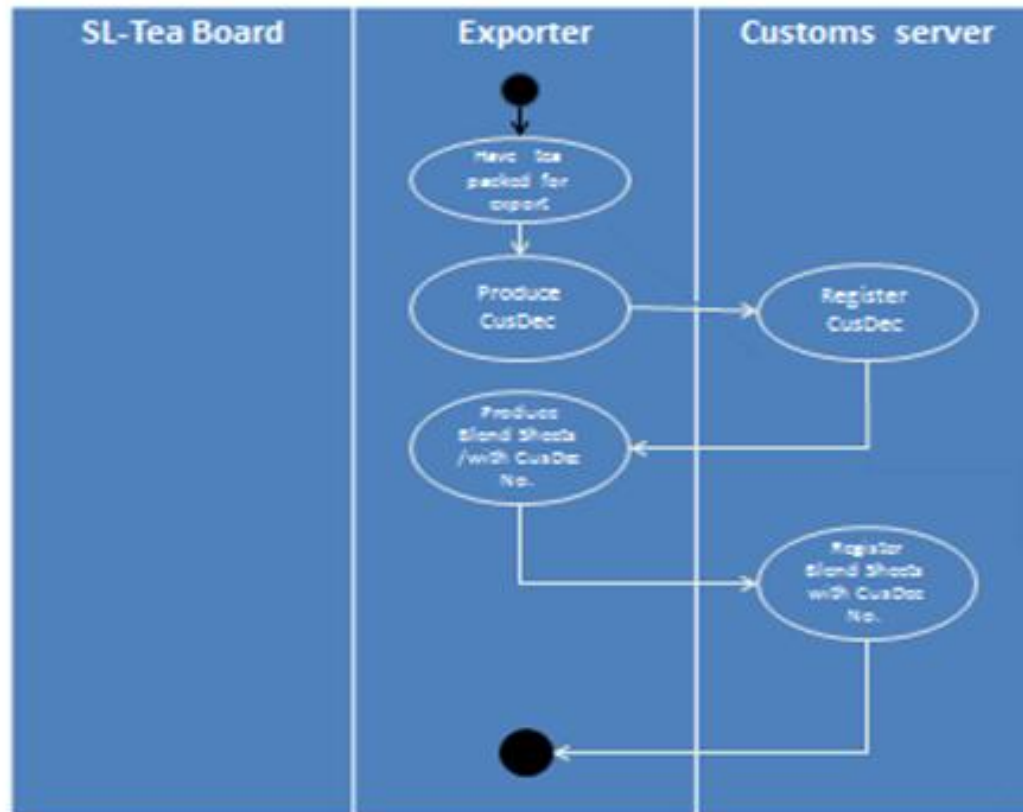 SL-Tea Board
Exporter
Customs server
Have Tea
packed for
export
Produce
CusDec
Register
CusDec
Produce
Blend Sheets
/with CusDec
No.
Register
Blend Sheets
with CusDec
No.